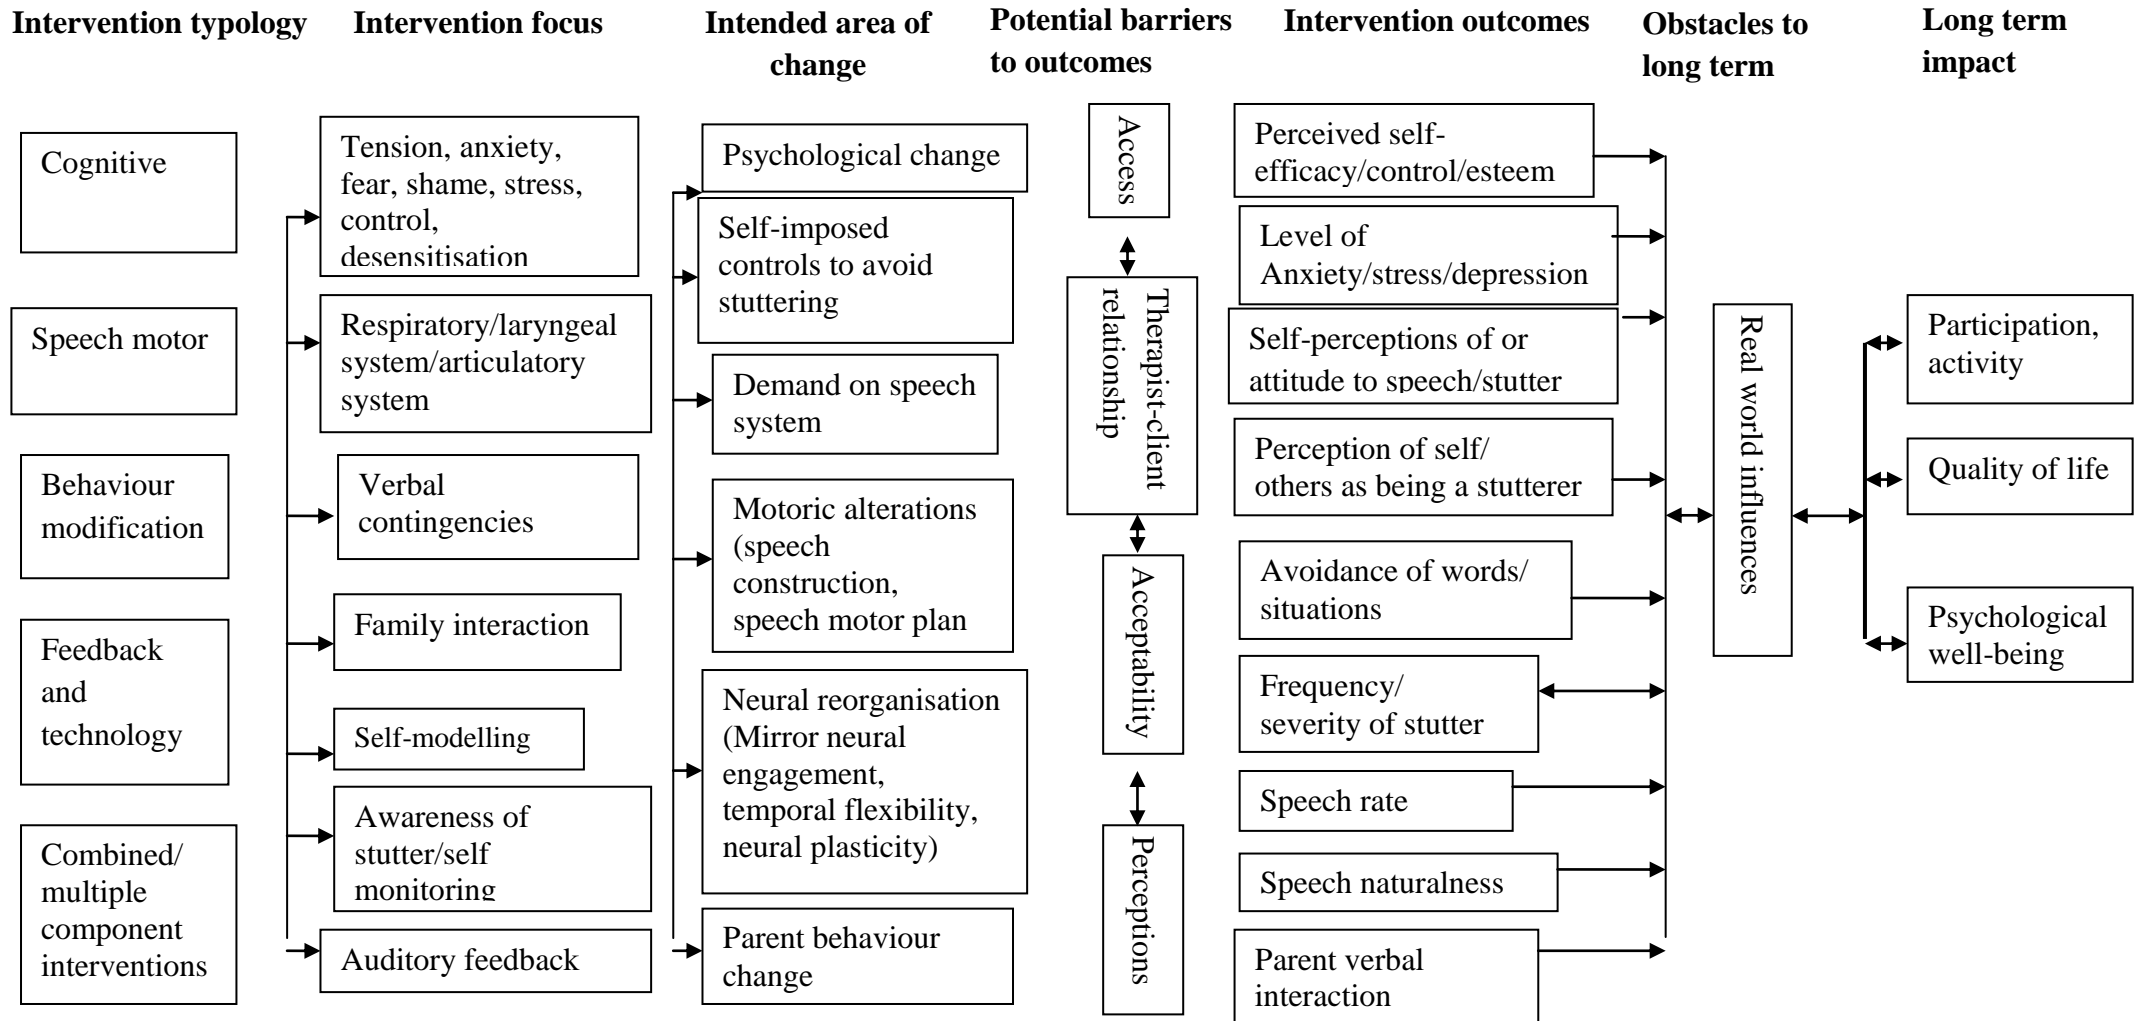 Intervention typology
Intervention focus
Intended area of
change
Potential barriers
to outcomes
Intervention outcomes
Obstacles to
long term
Long term
impact
Cognitive
Speech motor
Behaviour
modification
Feedback
and
technology
Combined/
multiple
component
interventions
Tension, anxiety,
fear, shame, stress,
control,
desensitisation
Respiratory/laryngeal
system/articulatory
system
Verbal
contingencies
Family interaction
Self-modelling
Awareness of
stutter/self
monitoring
Auditory feedback
Psychological change
Self-imposed
controls to avoid
stuttering
Demand on speech
system
Motoric alterations
(speech
construction,
speech motor plan
Neural reorganisation
(Mirror neural
engagement,
temporal flexibility,
neural plasticity)
Parent behaviour
change
Access
Therapist-client
relationship
Acceptability
Perceptions
Perceived self-
efficacy/control/esteem
Level of
Anxiety/stress/depression
Self-perceptions of or
attitude to speech/stutter
Perception of self/
others as being a stutterer
Avoidance of words/
situations
Frequency/
severity of stutter
Speech rate
Speech naturalness
Parent verbal
interaction
Real world influences
Participation,
activity
Quality of life
Psychological
well-being